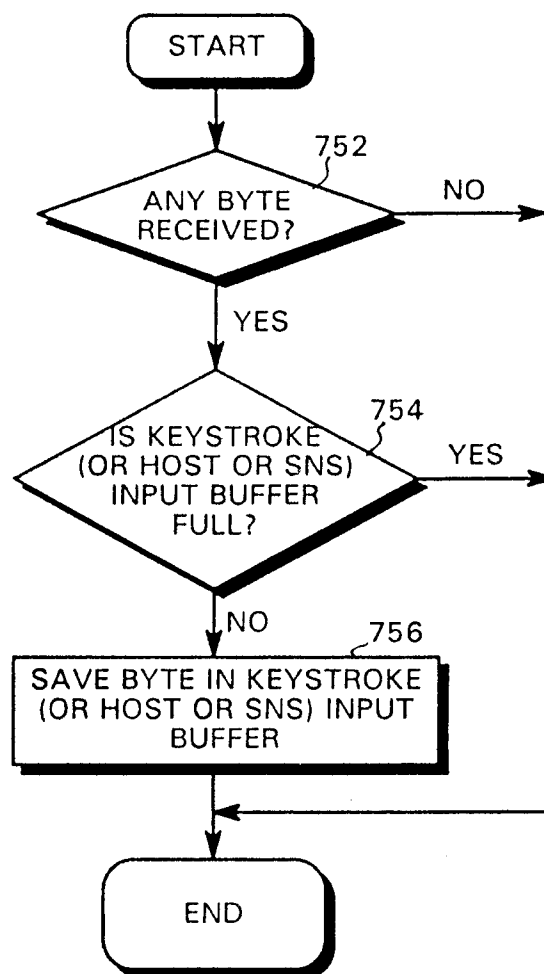 START
752
ANY BYTE
RECEIVED?
NO
YES
754
IS KEYSTROKE
(OR HOST OR SNS)
INPUT BUFFER
FULL?
YES
NO
756
SAVE BYTE IN KEYSTROKE
(OR HOST OR SNS) INPUT
BUFFER
END